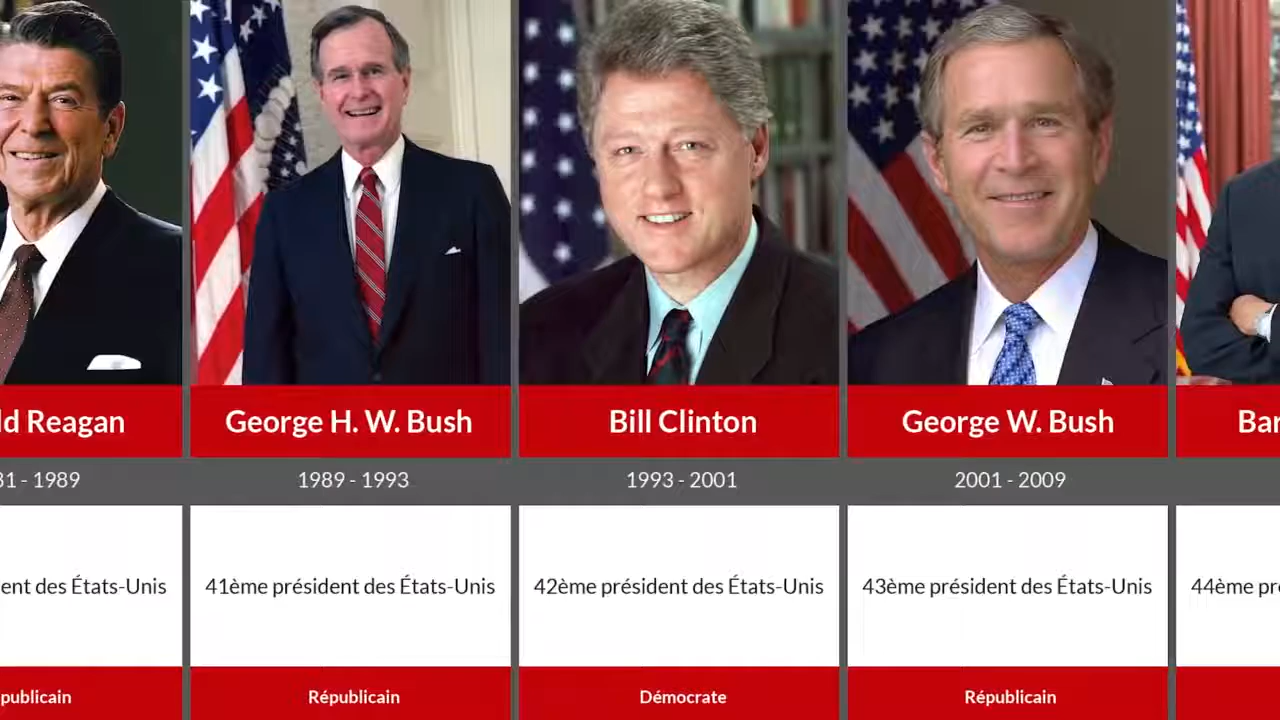 ld Reagan
George H. W. Bush
Bill Clinton
George W. Bush
Bar
31 - 1989
1989 - 1993
1993 - 2001
2001 - 2009
ent des États-Unis
41ème président des États-Unis
42ème président des États-Unis
43ème président des États-Unis
44ème pré
publicain
Républicain
Démocrate
Républicain